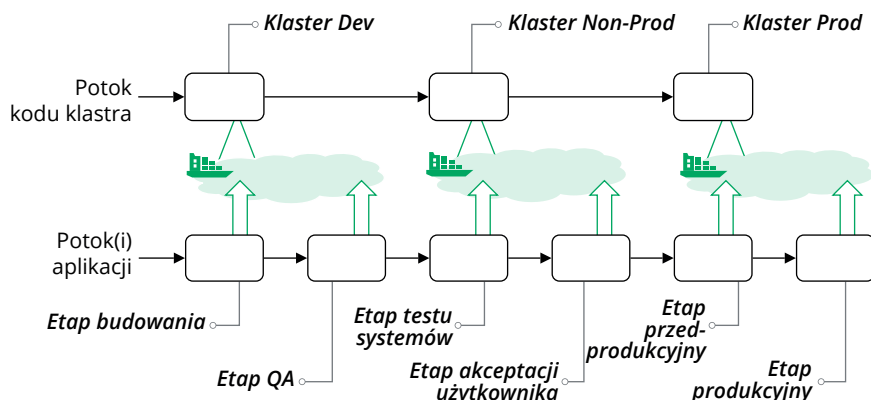 Klaster Dev
Klaster Non-Prod
Klaster Prod
Potok
kodu klastra
Potok(i)
aplikacji
Etap budowania
Etap QA
Etap testu
systemów
Etap akceptacji
użytkownika
Etap
przed-
produkcyjny
Etap
produkcyjny